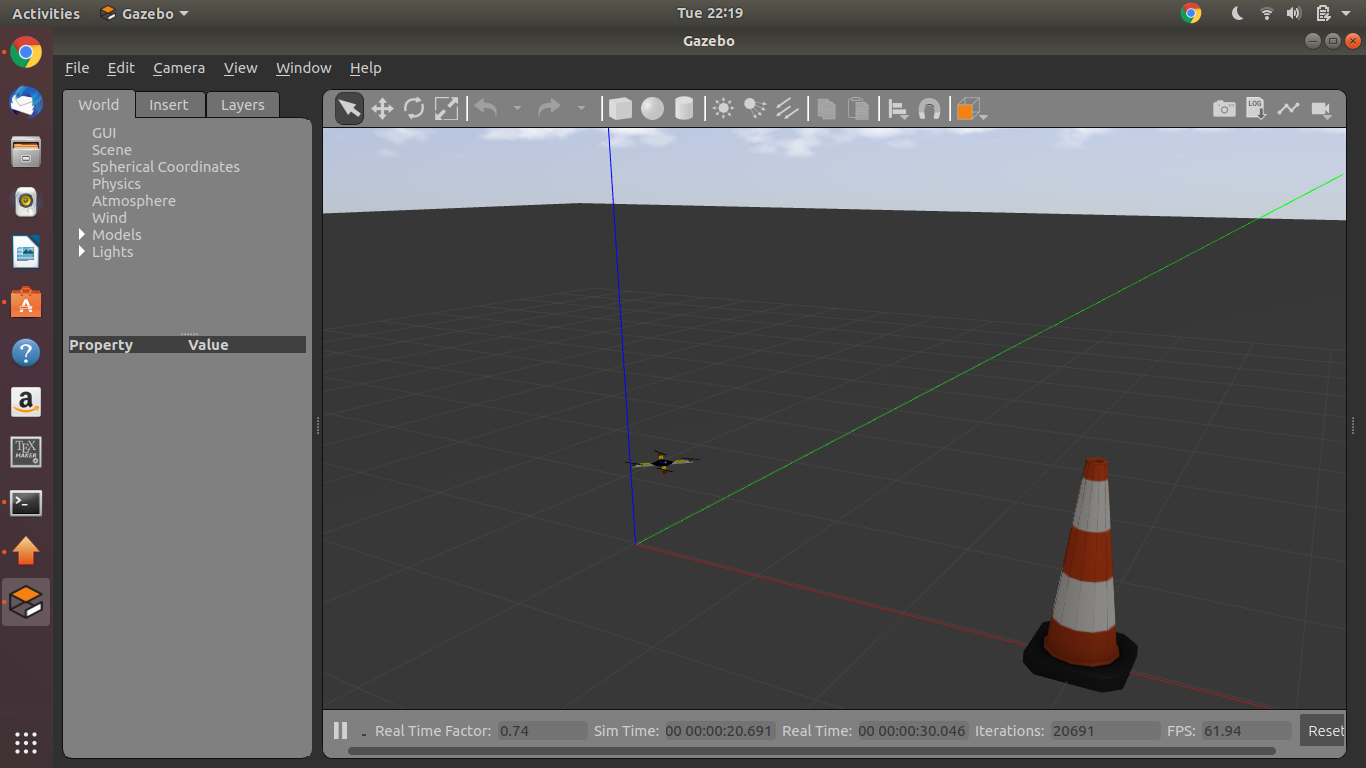 Activities Gazebo Tue 22:19
Gazebo
File Edit Camera View Window Help
World Insert Layers
LOG
GUI
Scene
Spherical Coordinates
Physics
Atmosphere
Wind
Models
Lights
Property Value
Real Time Factor: 0.74 Sim Time: 00 00:00:20.691 Real Time: 00 00:00:30.046 Iterations: 20691 FPS: 61.94 Reset
A
?
a
TEX
MAKER
>_